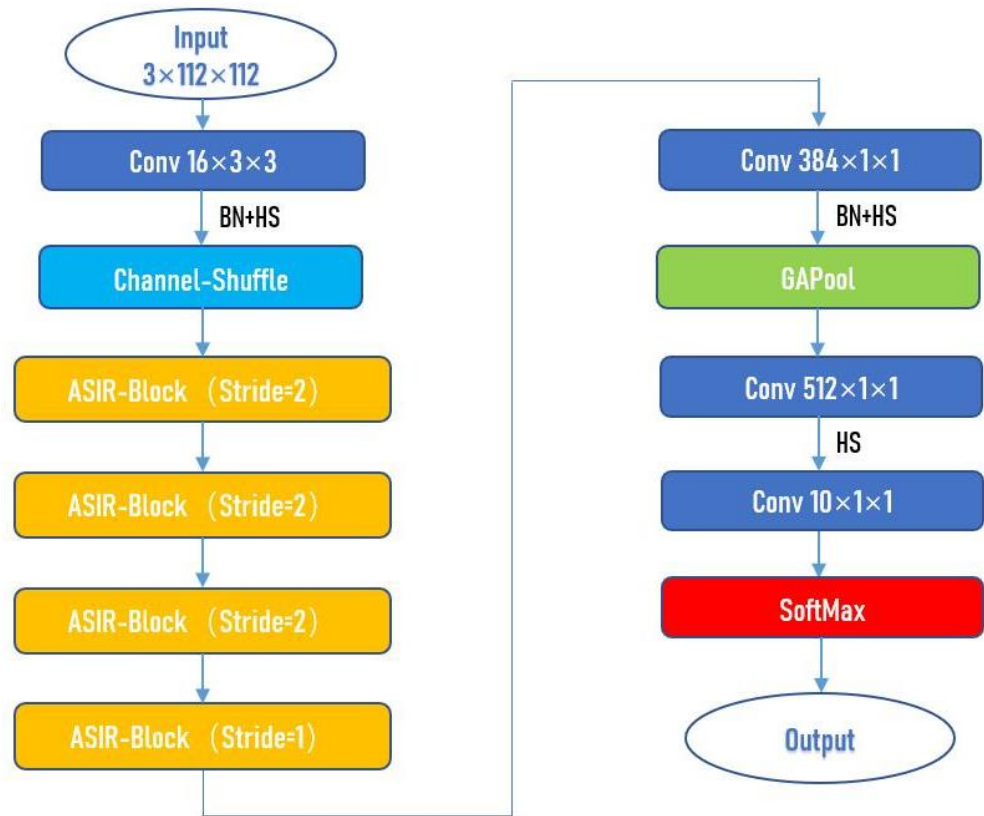 Input
3×112×112
Conv 16×3×3
BN+HS
Channel-Shuffle
ASIR-Block （Stride=2）
ASIR-Block （Stride=2）
ASIR-Block （Stride=2）
ASIR-Block （Stride=1）
Conv 384×1×1
BN+HS
GAPool
Conv 512×1×1
HS
Conv 10×1×1
SoftMax
Output